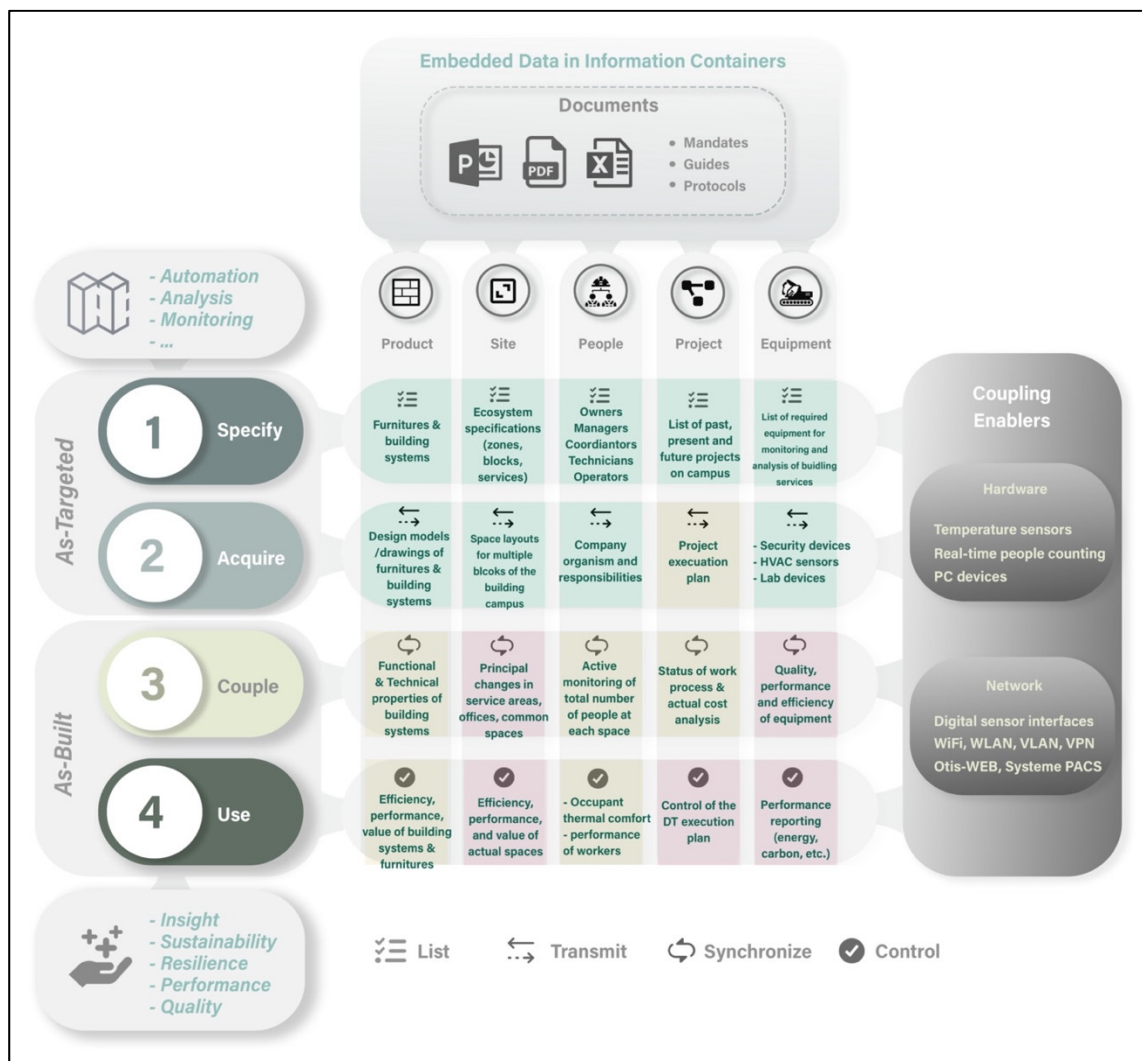 Embedded Data in Information Containers
Documents
P
PDF
X
• Mandates
• Guides
• Protocols
- Automation
- Analysis
- Monitoring
- ...
Product
Site
People
Project
Equipment
As-Targeted
1
Specify
Furnitures &
building
systems
Ecosystem
specifications
(zones,
blocks,
services)
Owners
Managers
Coordiantors
Technicians
Operators
List of past,
present and
future projects
on campus
List of required
equipment for
monitoring and
analysis of buidling
services
2
Acquire
Design models
/drawings of
furnitures &
building
systems
Space layouts
for multiple
blcoks of the
building
campus
Company
organism and
responsibilities
Project
execuation
plan
- Security devices
- HVAC sensors
- Lab devices
As-Built
3
Couple
Functional
& Technical
properties of
building
systems
Principal
changes in
service areas,
offices, common
spaces
Active
monitoring of
total number
of people at
each space
Status of work
process &
actual cost
analysis
Quality,
performance
and efficiency
of equipment
4
Use
Efficiency,
performance,
value of building
systems &
furnitures
Efficiency,
performance,
and value of
actual spaces
- Occupant
thermal comfort
- performance
of workers
Control of the
DT execution
plan
Performance
reporting
(energy,
carbon, etc.)
Coupling
Enablers
Hardware
Temperature sensors
Real-time people counting
PC devices
Network
Digital sensor interfaces
WiFi, WLAN, VLAN, VPN
Otis-WEB, Systeme PACS
- Insight
- Sustainability
- Resilience
- Performance
- Quality
List
Transmit
Synchronize
Control